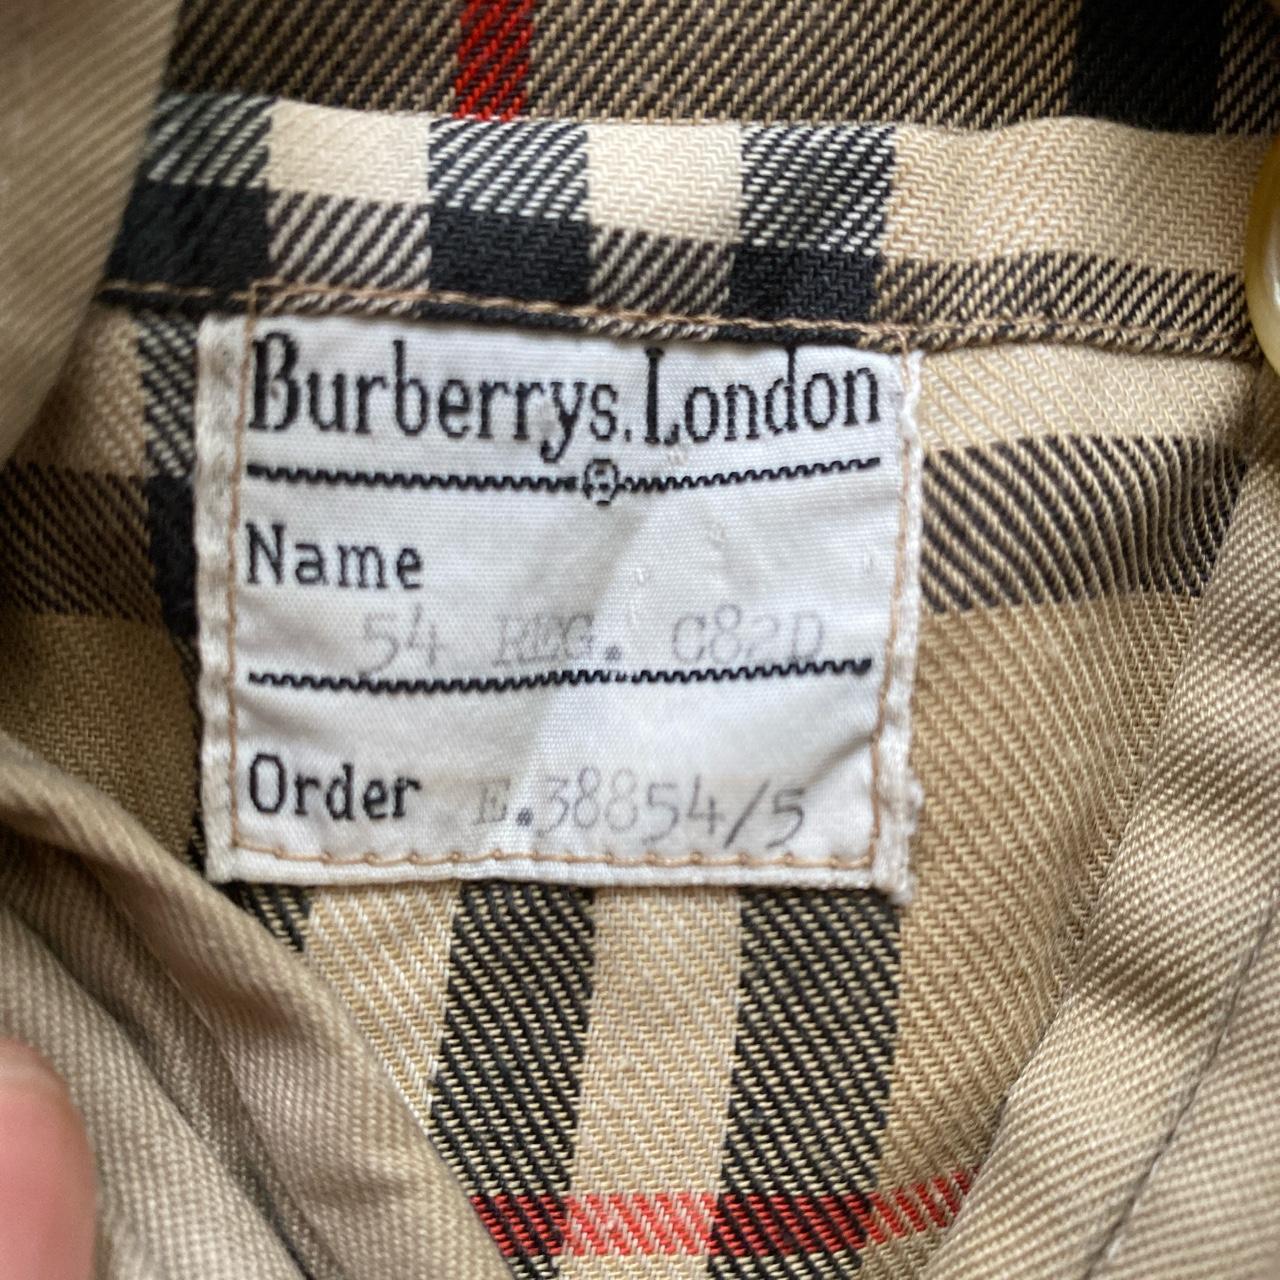 Burberrys. London
Name
54 REG. C82D
Order E.38854/5